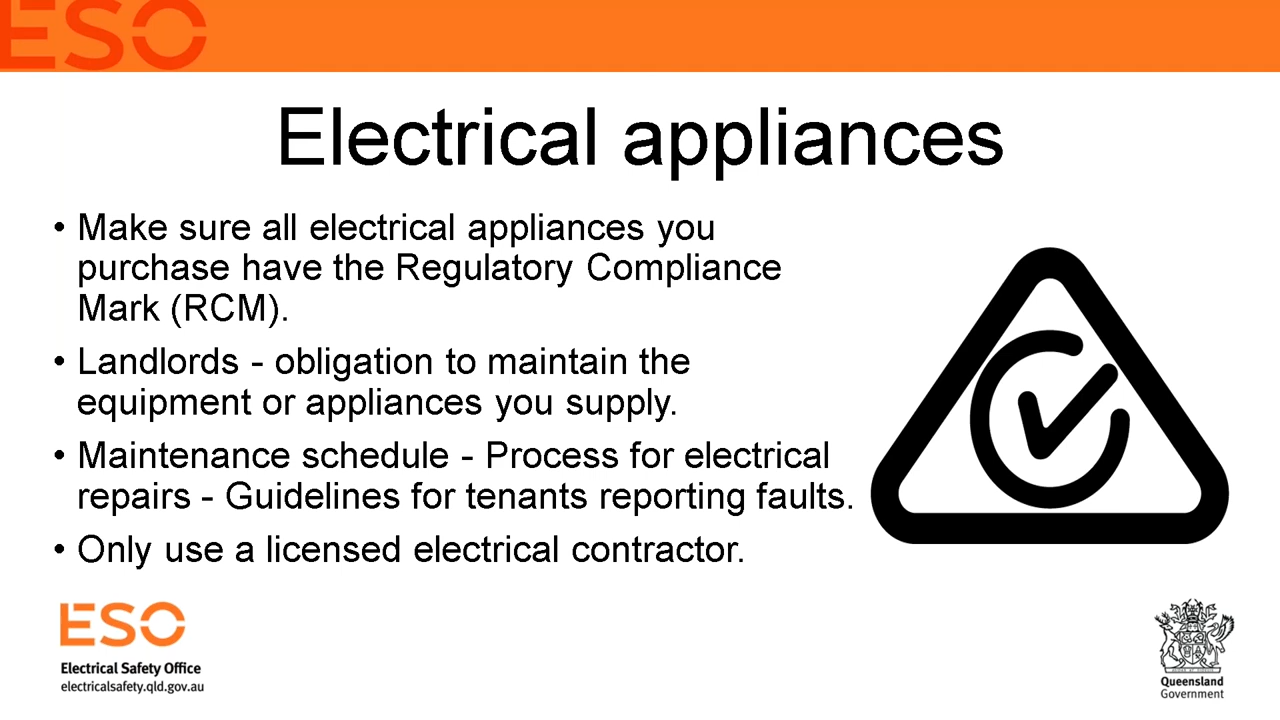 ESO
Electrical appliances
• Make sure all electrical appliances you
purchase have the Regulatory Compliance
Mark (RCM).
• Landlords - obligation to maintain the
equipment or appliances you supply.
• Maintenance schedule - Process for electrical
repairs - Guidelines for tenants reporting faults.
• Only use a licensed electrical contractor.
ESO
Electrical Safety Office
electricalsafety.qld.gov.au
Queensland
Government